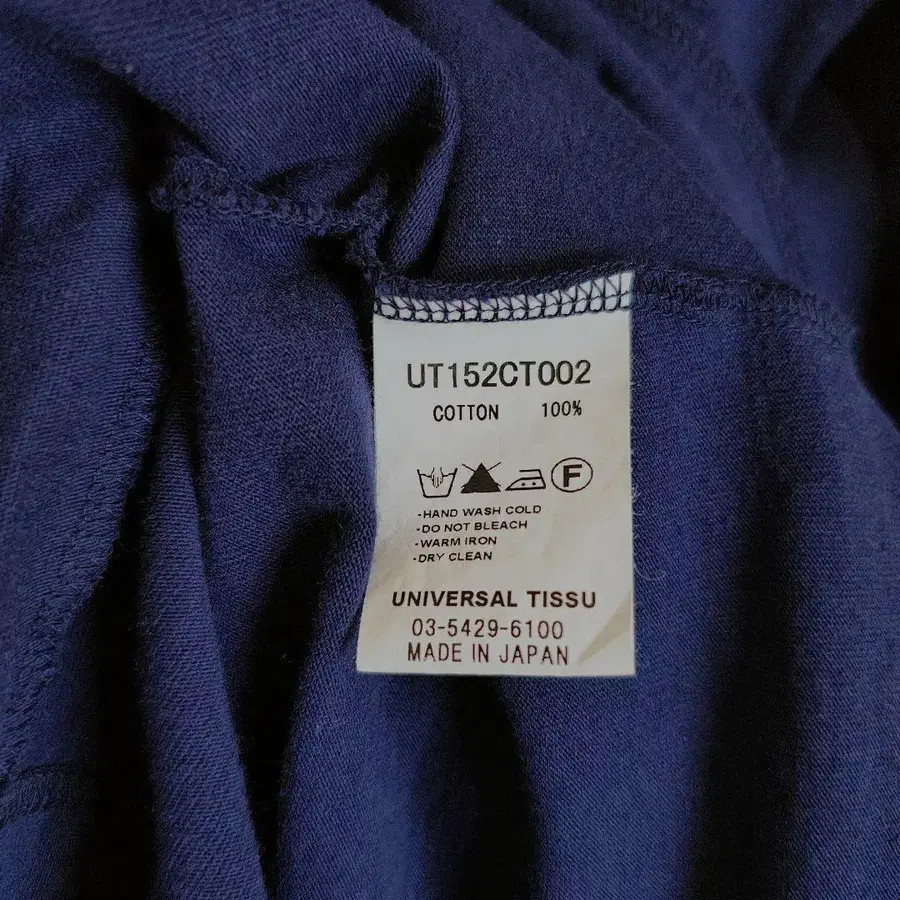 UT152CT002
COTTON 100%
F
-HAND WASH COLD
-DO NOT BLEACH
-WARM IRON
-DRY CLEAN
UNIVERSAL TISSU
03-5429-6100
MADE IN JAPAN